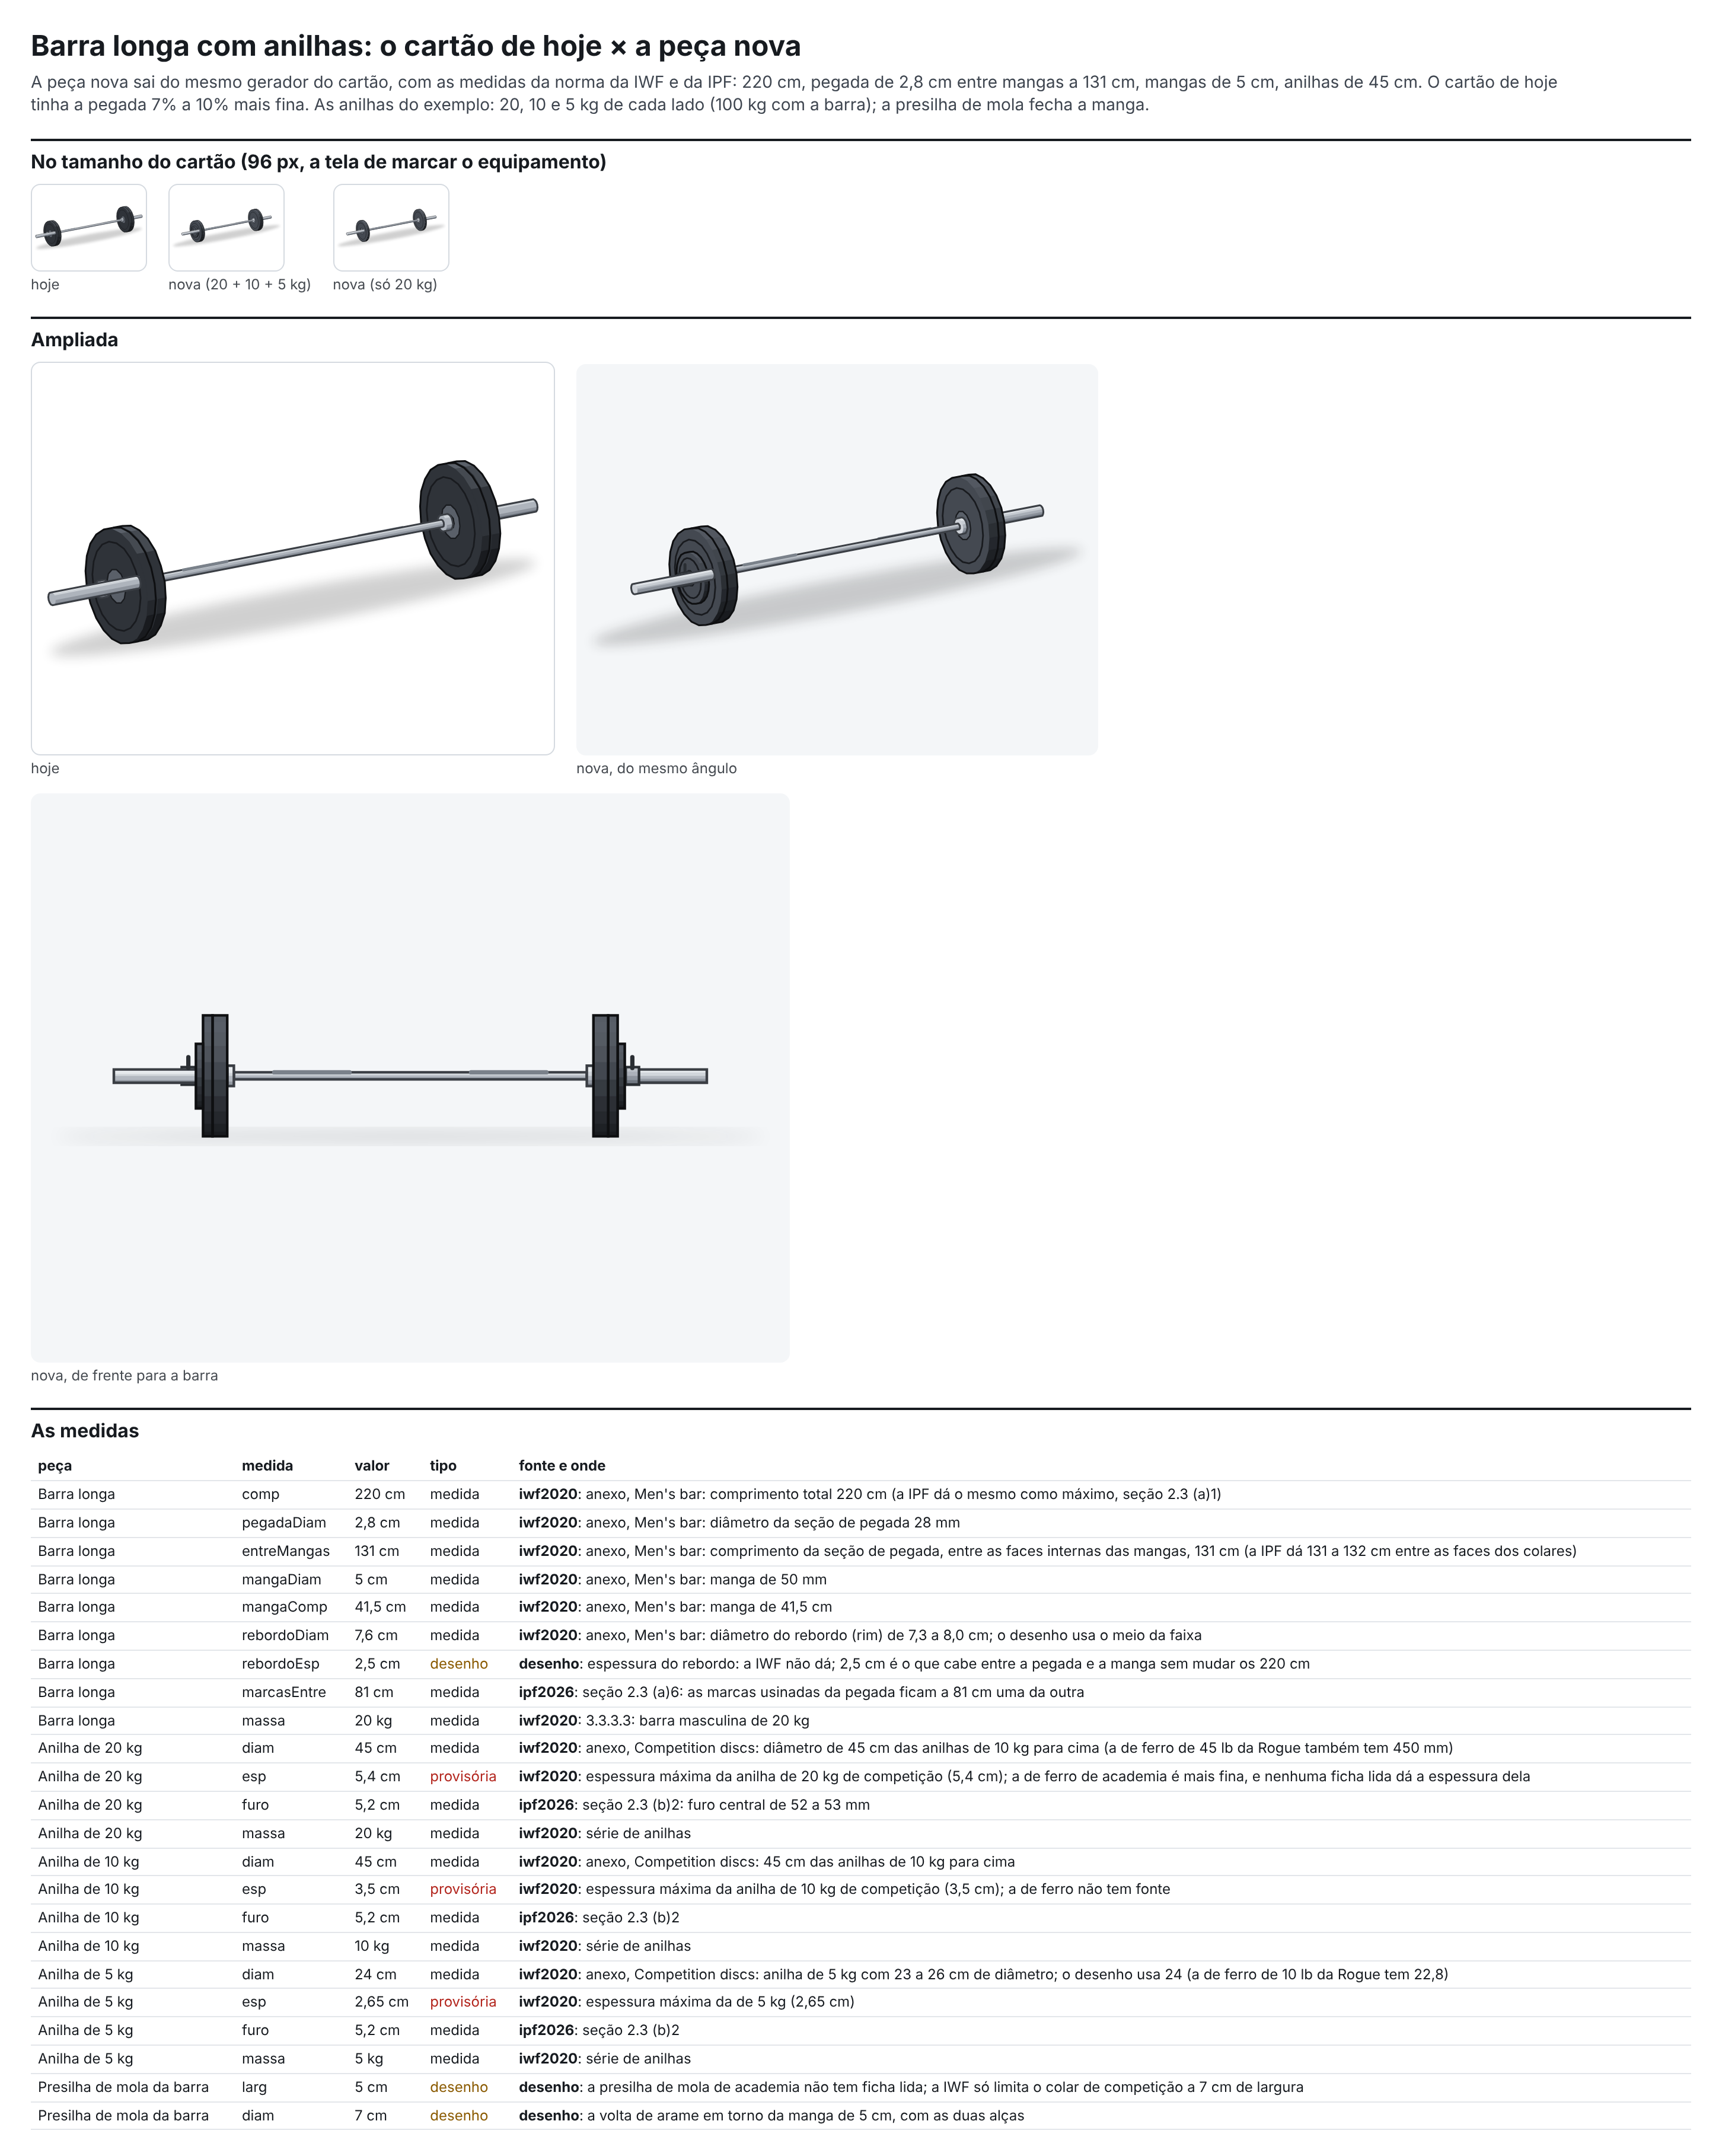 Barra longa com anilhas: o cartão de hoje × a peça nova
A peça nova sai do mesmo gerador do cartão, com as medidas da norma da IWF e da IPF: 220 cm, pegada de 2,8 cm entre mangas a 131 cm, mangas de 5 cm, anilhas de 45 cm. O cartão de hoje
tinha a pegada 7% a 10% mais fina. As anilhas do exemplo: 20, 10 e 5 kg de cada lado (100 kg com a barra); a presilha de mola fecha a manga.
No tamanho do cartão (96 px, a tela de marcar o equipamento)
hoje
nova (20 + 10 + 5 kg)
nova (só 20 kg)
Ampliada
hoje
nova, do mesmo ângulo
nova, de frente para a barra
As medidas
peça medida valor tipo fonte e onde
Barra longa comp 220 cm medida iwf2020: anexo, Men's bar: comprimento total 220 cm (a IPF dá o mesmo como máximo, seção 2.3 (a)1)
Barra longa pegadaDiam 2,8 cm medida iwf2020: anexo, Men's bar: diâmetro da seção de pegada 28 mm
Barra longa entreMangas 131 cm medida iwf2020: anexo, Men's bar: comprimento da seção de pegada, entre as faces internas das mangas, 131 cm (a IPF dá 131 a 132 cm entre as faces dos colares)
Barra longa mangaDiam 5 cm medida iwf2020: anexo, Men's bar: manga de 50 mm
Barra longa mangaComp 41,5 cm medida iwf2020: anexo, Men's bar: manga de 41,5 cm
Barra longa rebordoDiam 7,6 cm medida iwf2020: anexo, Men's bar: diâmetro do rebordo (rim) de 7,3 a 8,0 cm; o desenho usa o meio da faixa
Barra longa rebordoEsp 2,5 cm desenho desenho: espessura do rebordo: a IWF não dá; 2,5 cm é o que cabe entre a pegada e a manga sem mudar os 220 cm
Barra longa marcasEntre 81 cm medida ipf2026: seção 2.3 (a)6: as marcas usinadas da pegada ficam a 81 cm uma da outra
Barra longa massa 20 kg medida iwf2020: 3.3.3.3: barra masculina de 20 kg
Anilha de 20 kg diam 45 cm medida iwf2020: anexo, Competition discs: diâmetro de 45 cm das anilhas de 10 kg para cima (a de ferro de 45 lb da Rogue também tem 450 mm)
Anilha de 20 kg esp 5,4 cm provisória iwf2020: espessura máxima da anilha de 20 kg de competição (5,4 cm); a de ferro de academia é mais fina, e nenhuma ficha lida dá a espessura dela
Anilha de 20 kg furo 5,2 cm medida ipf2026: seção 2.3 (b)2: furo central de 52 a 53 mm
Anilha de 20 kg massa 20 kg medida iwf2020: série de anilhas
Anilha de 10 kg diam 45 cm medida iwf2020: anexo, Competition discs: 45 cm das anilhas de 10 kg para cima
Anilha de 10 kg esp 3,5 cm provisória iwf2020: espessura máxima da anilha de 10 kg de competição (3,5 cm); a de ferro não tem fonte
Anilha de 10 kg furo 5,2 cm medida ipf2026: seção 2.3 (b)2
Anilha de 10 kg massa 10 kg medida iwf2020: série de anilhas
Anilha de 5 kg diam 24 cm medida iwf2020: anexo, Competition discs: anilha de 5 kg com 23 a 26 cm de diâmetro; o desenho usa 24 (a de ferro de 10 lb da Rogue tem 22,8)
Anilha de 5 kg esp 2,65 cm provisória iwf2020: espessura máxima da de 5 kg (2,65 cm)
Anilha de 5 kg furo 5,2 cm medida ipf2026: seção 2.3 (b)2
Anilha de 5 kg massa 5 kg medida iwf2020: série de anilhas
Presilha de mola da barra larg 5 cm desenho desenho: a presilha de mola de academia não tem ficha lida; a IWF só limita o colar de competição a 7 cm de largura
Presilha de mola da barra diam 7 cm desenho desenho: a volta de arame em torno da manga de 5 cm, com as duas alças